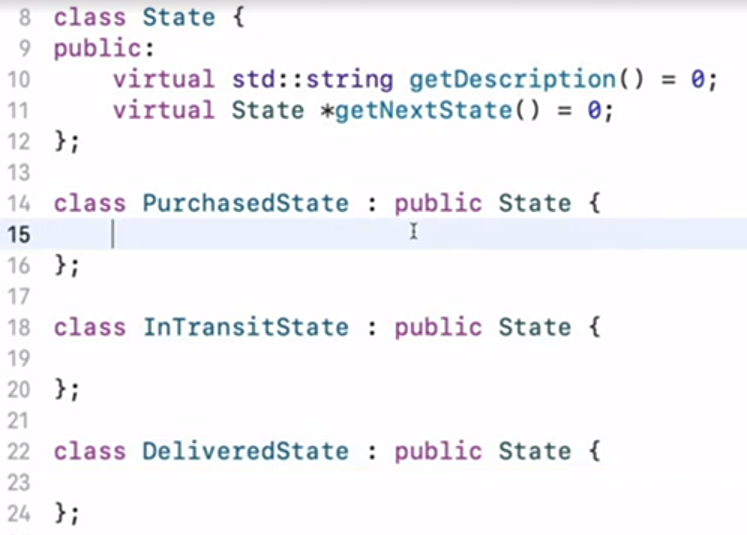 8 class State {
9 public:
10 virtual std::string getDescription() = 0;
11 virtual State *getNextState() = 0;
12 };
13
14 class PurchasedState : public State {
15
16 };
17
18 class InTransitState : public State {
19
20 };
21
22 class DeliveredState : public State {
23
24 };